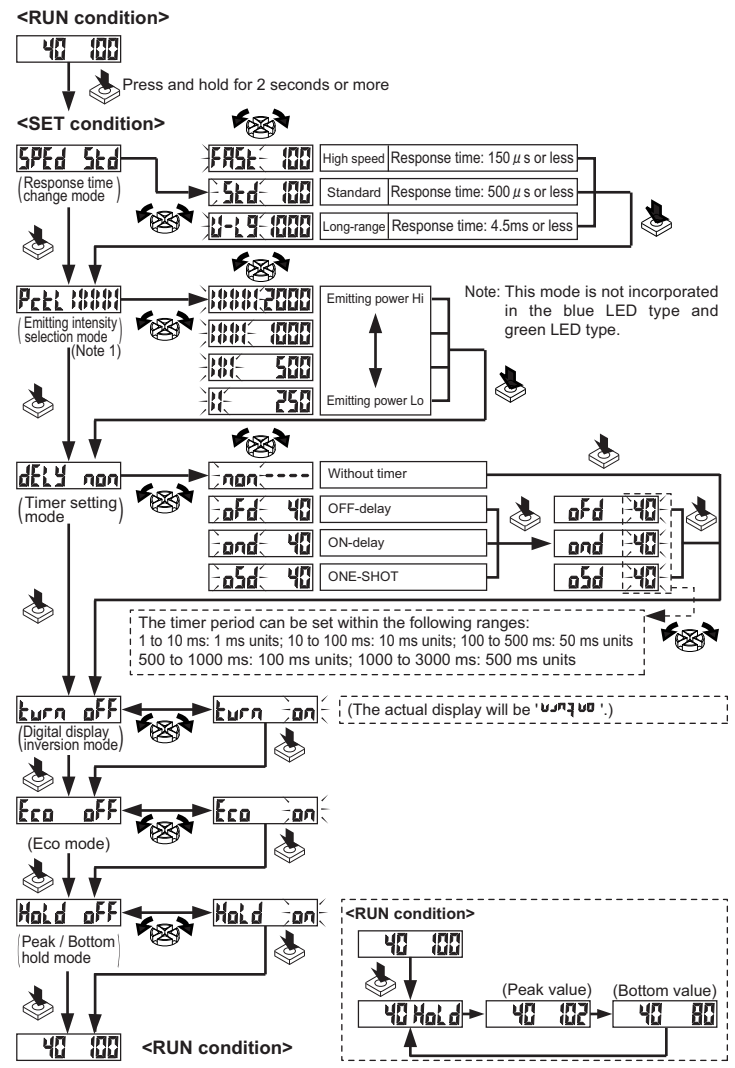 <RUN condition>
40 100
Press and hold for 2 seconds or more
<SET condition>
SPEd Std
(Response time change mode)
FASt 100
High speed
Response time: 150 μs or less
Std 100
Standard
Response time: 500 μs or less
U-Lg 1000
Long-range
Response time: 4.5ms or less
PctL
(Emitting intensity selection mode)
(Note 1)
2000
Emitting power Hi
1000
500
250
Emitting power Lo
Note: This mode is not incorporated
in the blue LED type and
green LED type.
dELY non
(Timer setting mode)
non ----
Without timer
oFd 40
OFF-delay
ond 40
ON-delay
oSd 40
ONE-SHOT
oFd 40
ond 40
oSd 40
The timer period can be set within the following ranges:
1 to 10 ms: 1 ms units; 10 to 100 ms: 10 ms units; 100 to 500 ms: 50 ms units
500 to 1000 ms: 100 ms units; 1000 to 3000 ms: 500 ms units
turn oFF
(Digital display inversion mode)
turn on
(The actual display will be ' '.)
Eco oFF
(Eco mode)
Eco on
HoLd oFF
(Peak / Bottom hold mode)
HoLd on
40 100
<RUN condition>
<RUN condition>
40 100
40 HoLd
(Peak value)
40 102
(Bottom value)
40 80